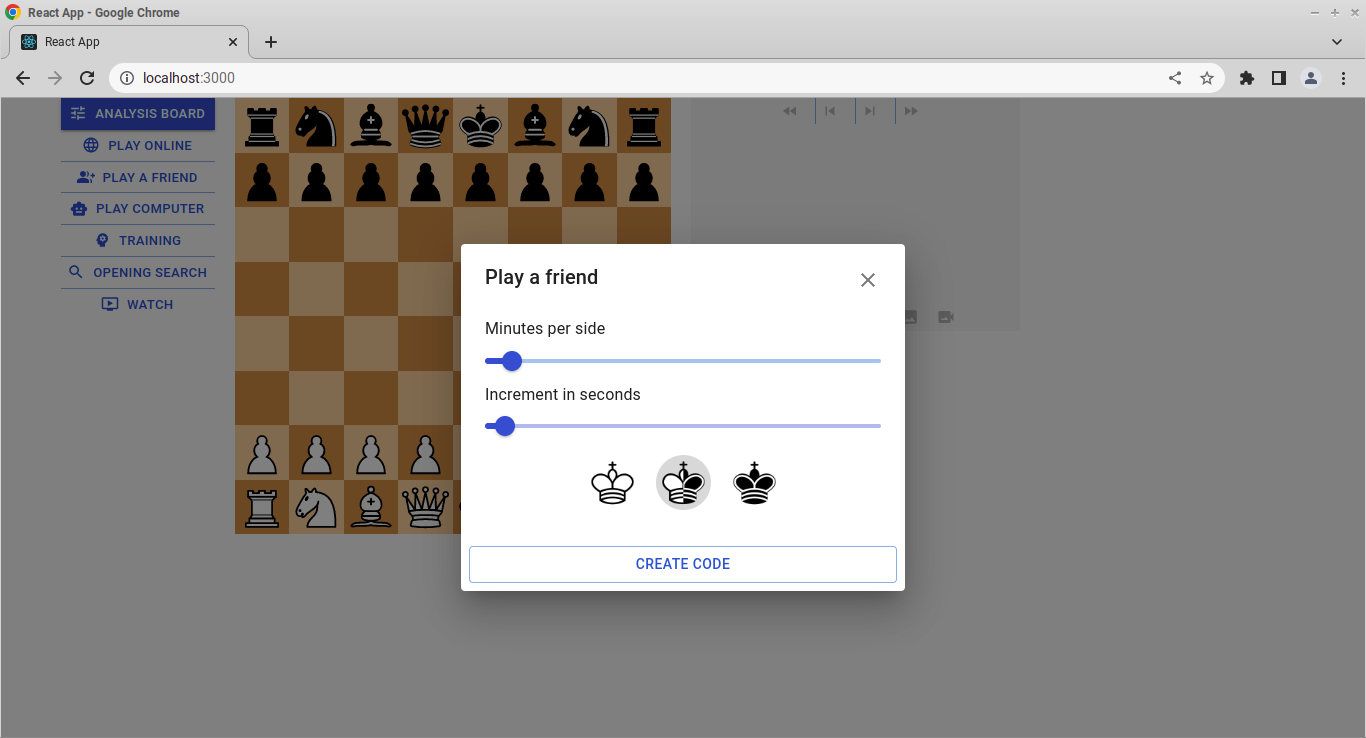 React App - Google Chrome
React App
localhost:3000
ANALYSIS BOARD
PLAY ONLINE
PLAY A FRIEND
PLAY COMPUTER
TRAINING
OPENING SEARCH
WATCH
Play a friend
Minutes per side
Increment in seconds
CREATE CODE